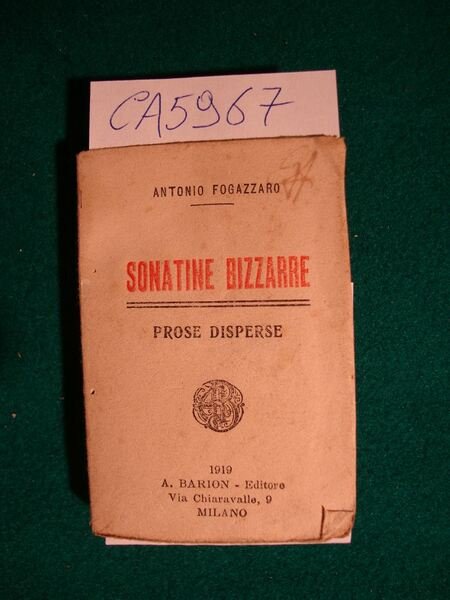 CA5967
ANTONIO FOGAZZARO
SONATINE BIZZARRE
PROSE DISPERSE
1919
A. BARION - Editore
Via Chiaravalle, 9
MILANO